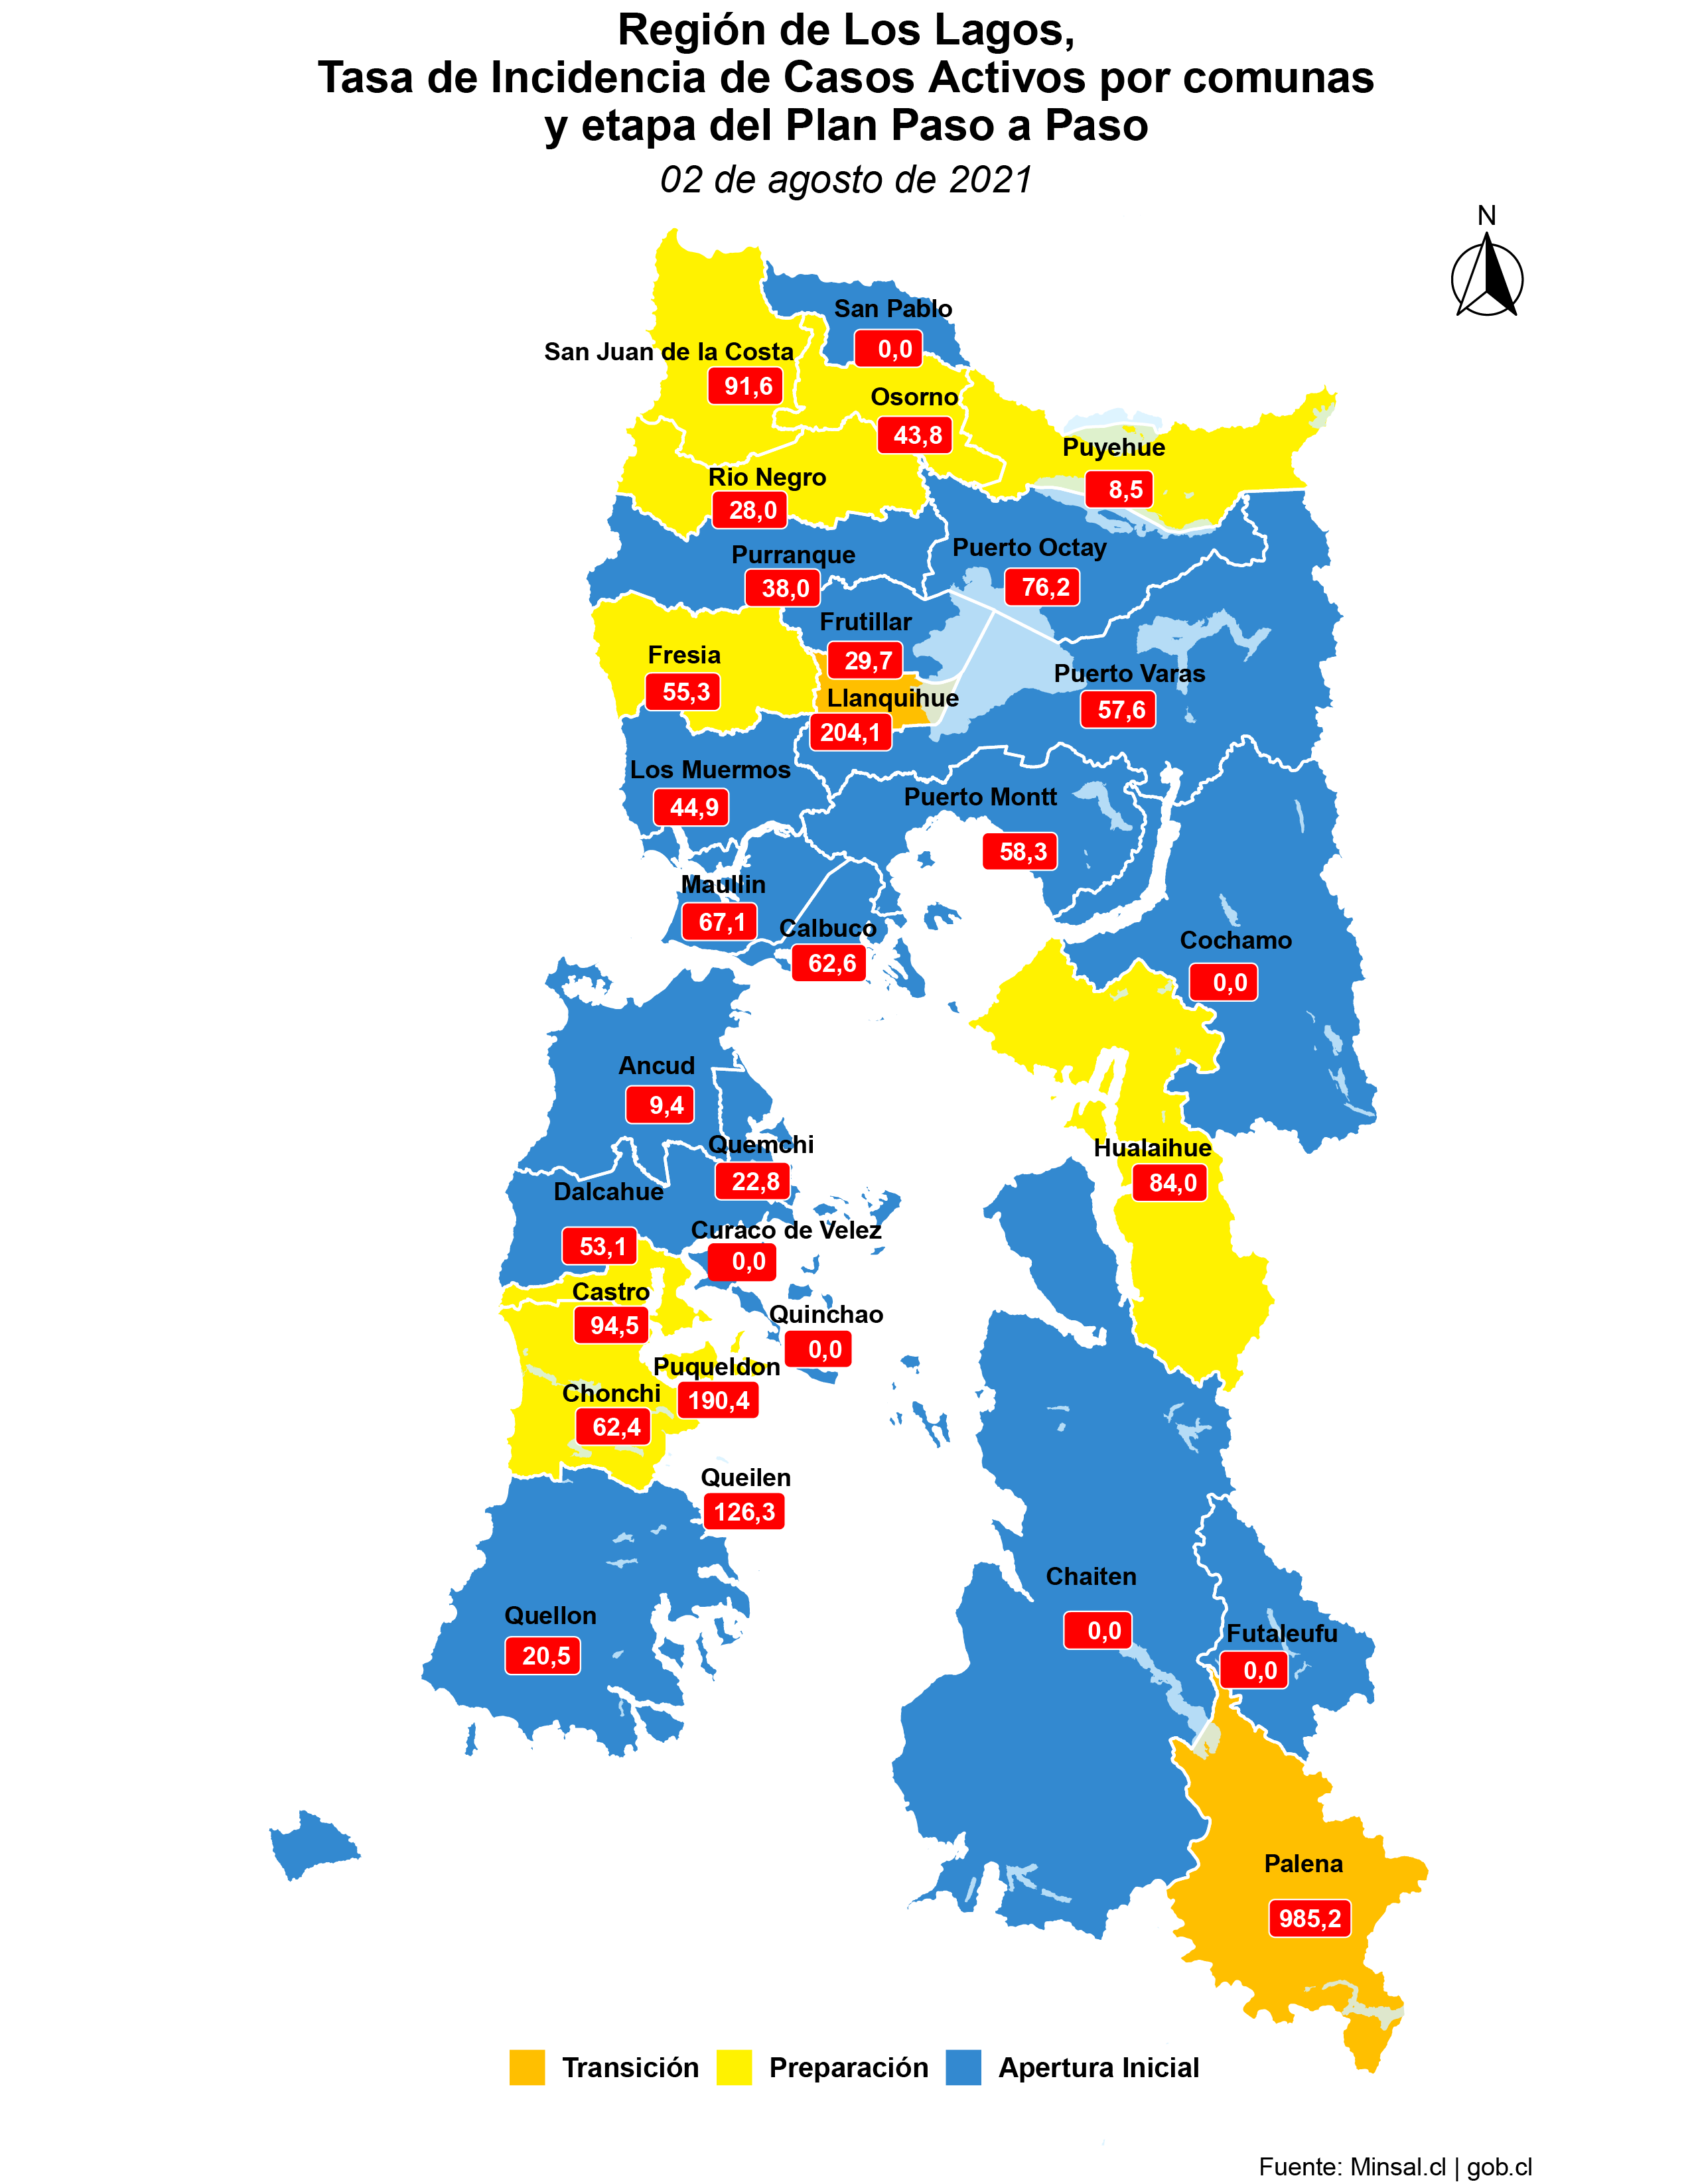 Región de Los Lagos,
Tasa de Incidencia de Casos Activos por comunas
y etapa del Plan Paso a Paso
02 de agosto de 2021
N
San Pablo
0,0
San Juan de la Costa
91,6
Osorno
43,8
Puyehue
8,5
Rio Negro
28,0
Purranque
38,0
Puerto Octay
76,2
Frutillar
29,7
Fresia
55,3
Puerto Varas
57,6
Llanquihue
204,1
Los Muermos
44,9
Puerto Montt
58,3
Maullin
67,1
Calbuco
62,6
Cochamo
0,0
Ancud
9,4
Quemchi
22,8
Hualaihue
84,0
Dalcahue
53,1
Curaco de Velez
0,0
Castro
94,5
Quinchao
0,0
Puqueldon
190,4
Chonchi
62,4
Queilen
126,3
Chaiten
0,0
Quellon
20,5
Futaleufu
0,0
Palena
985,2
Transición Preparación Apertura Inicial
Fuente: Minsal.cl | gob.cl